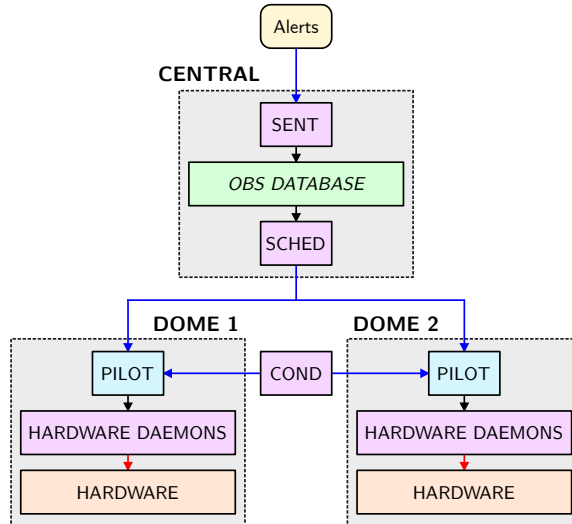 Alerts
CENTRAL
SENT
OBS DATABASE
SCHED
DOME 1 DOME 2
PILOT COND PILOT
HARDWARE DAEMONS HARDWARE DAEMONS
HARDWARE HARDWARE